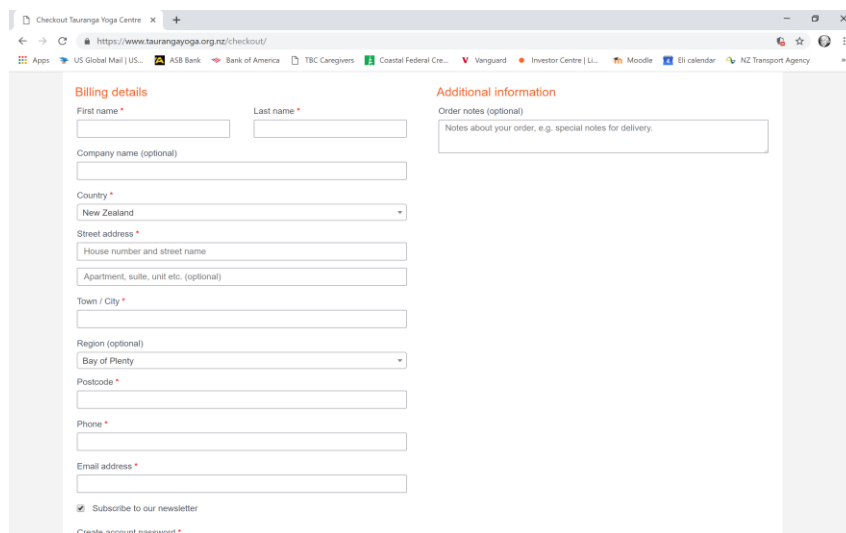 Checkout Tauranga Yoga Centre
https://www.taurangayoga.org.nz/checkout/
Apps US Global Mail | US... ASB Bank Bank of America TBC Caregivers Coastal Federal Cre... Vanguard Investor Centre | Li... Moodle Eli calendar NZ Transport Agency »
Billing details
First name * Last name *
Company name (optional)
Country *
New Zealand
Street address *
House number and street name
Apartment, suite, unit etc. (optional)
Town / City *
Region (optional)
Bay of Plenty
Postcode *
Phone *
Email address *
Subscribe to our newsletter
Create account password *
Additional information
Order notes (optional)
Notes about your order, e.g. special notes for delivery.